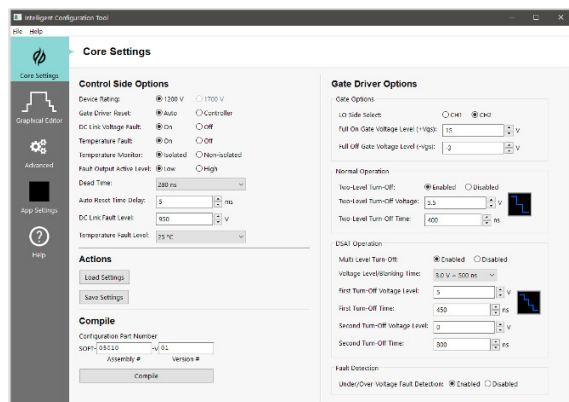 Intelligent Configuration Tool
File Help
Core Settings
Core Settings
Graphical Editor
Advanced
App Settings
Help
Control Side Options
Device Rating: 1200 V 1700 V
Gate Driver Reset: Auto Controller
DC Link Voltage Fault: On Off
Temperature Fault: On Off
Temperature Monitor: Isolated Non-isolated
Fault Output Active Level: Low High
Dead Time: 280 ns
Auto Reset Time Delay: 5 ms
DC Link Fault Level: 950 V
Temperature Fault Level: 25 °C
Actions
Load Settings
Save Settings
Compile
Configuration Part Number
SOFT- 05010 -V 01
Assembly # Version #
Compile
Gate Driver Options
Gate Options
LO Side Select: CH1 CH2
Full On Gate Voltage Level (+Vgs): 15 V
Full Off Gate Voltage Level (-Vgs): -3 V
Normal Operation
Two-Level Turn-Off: Enabled Disabled
Two-Level Turn-Off Voltage: 5.5 V
Two-Level Turn-Off Time: 400 ns
DSAT Operation
Multi-Level Turn-Off: Enabled Disabled
Voltage Level/Blanking Time: 3.0 V - 500 ns
First Turn-Off Voltage Level: 5 V
First Turn-Off Time: 450 ns
Second Turn-Off Voltage Level: 0 V
Second Turn-Off Time: 800 ns
Fault Detection
Under/Over Voltage Fault Detection: Enabled Disabled